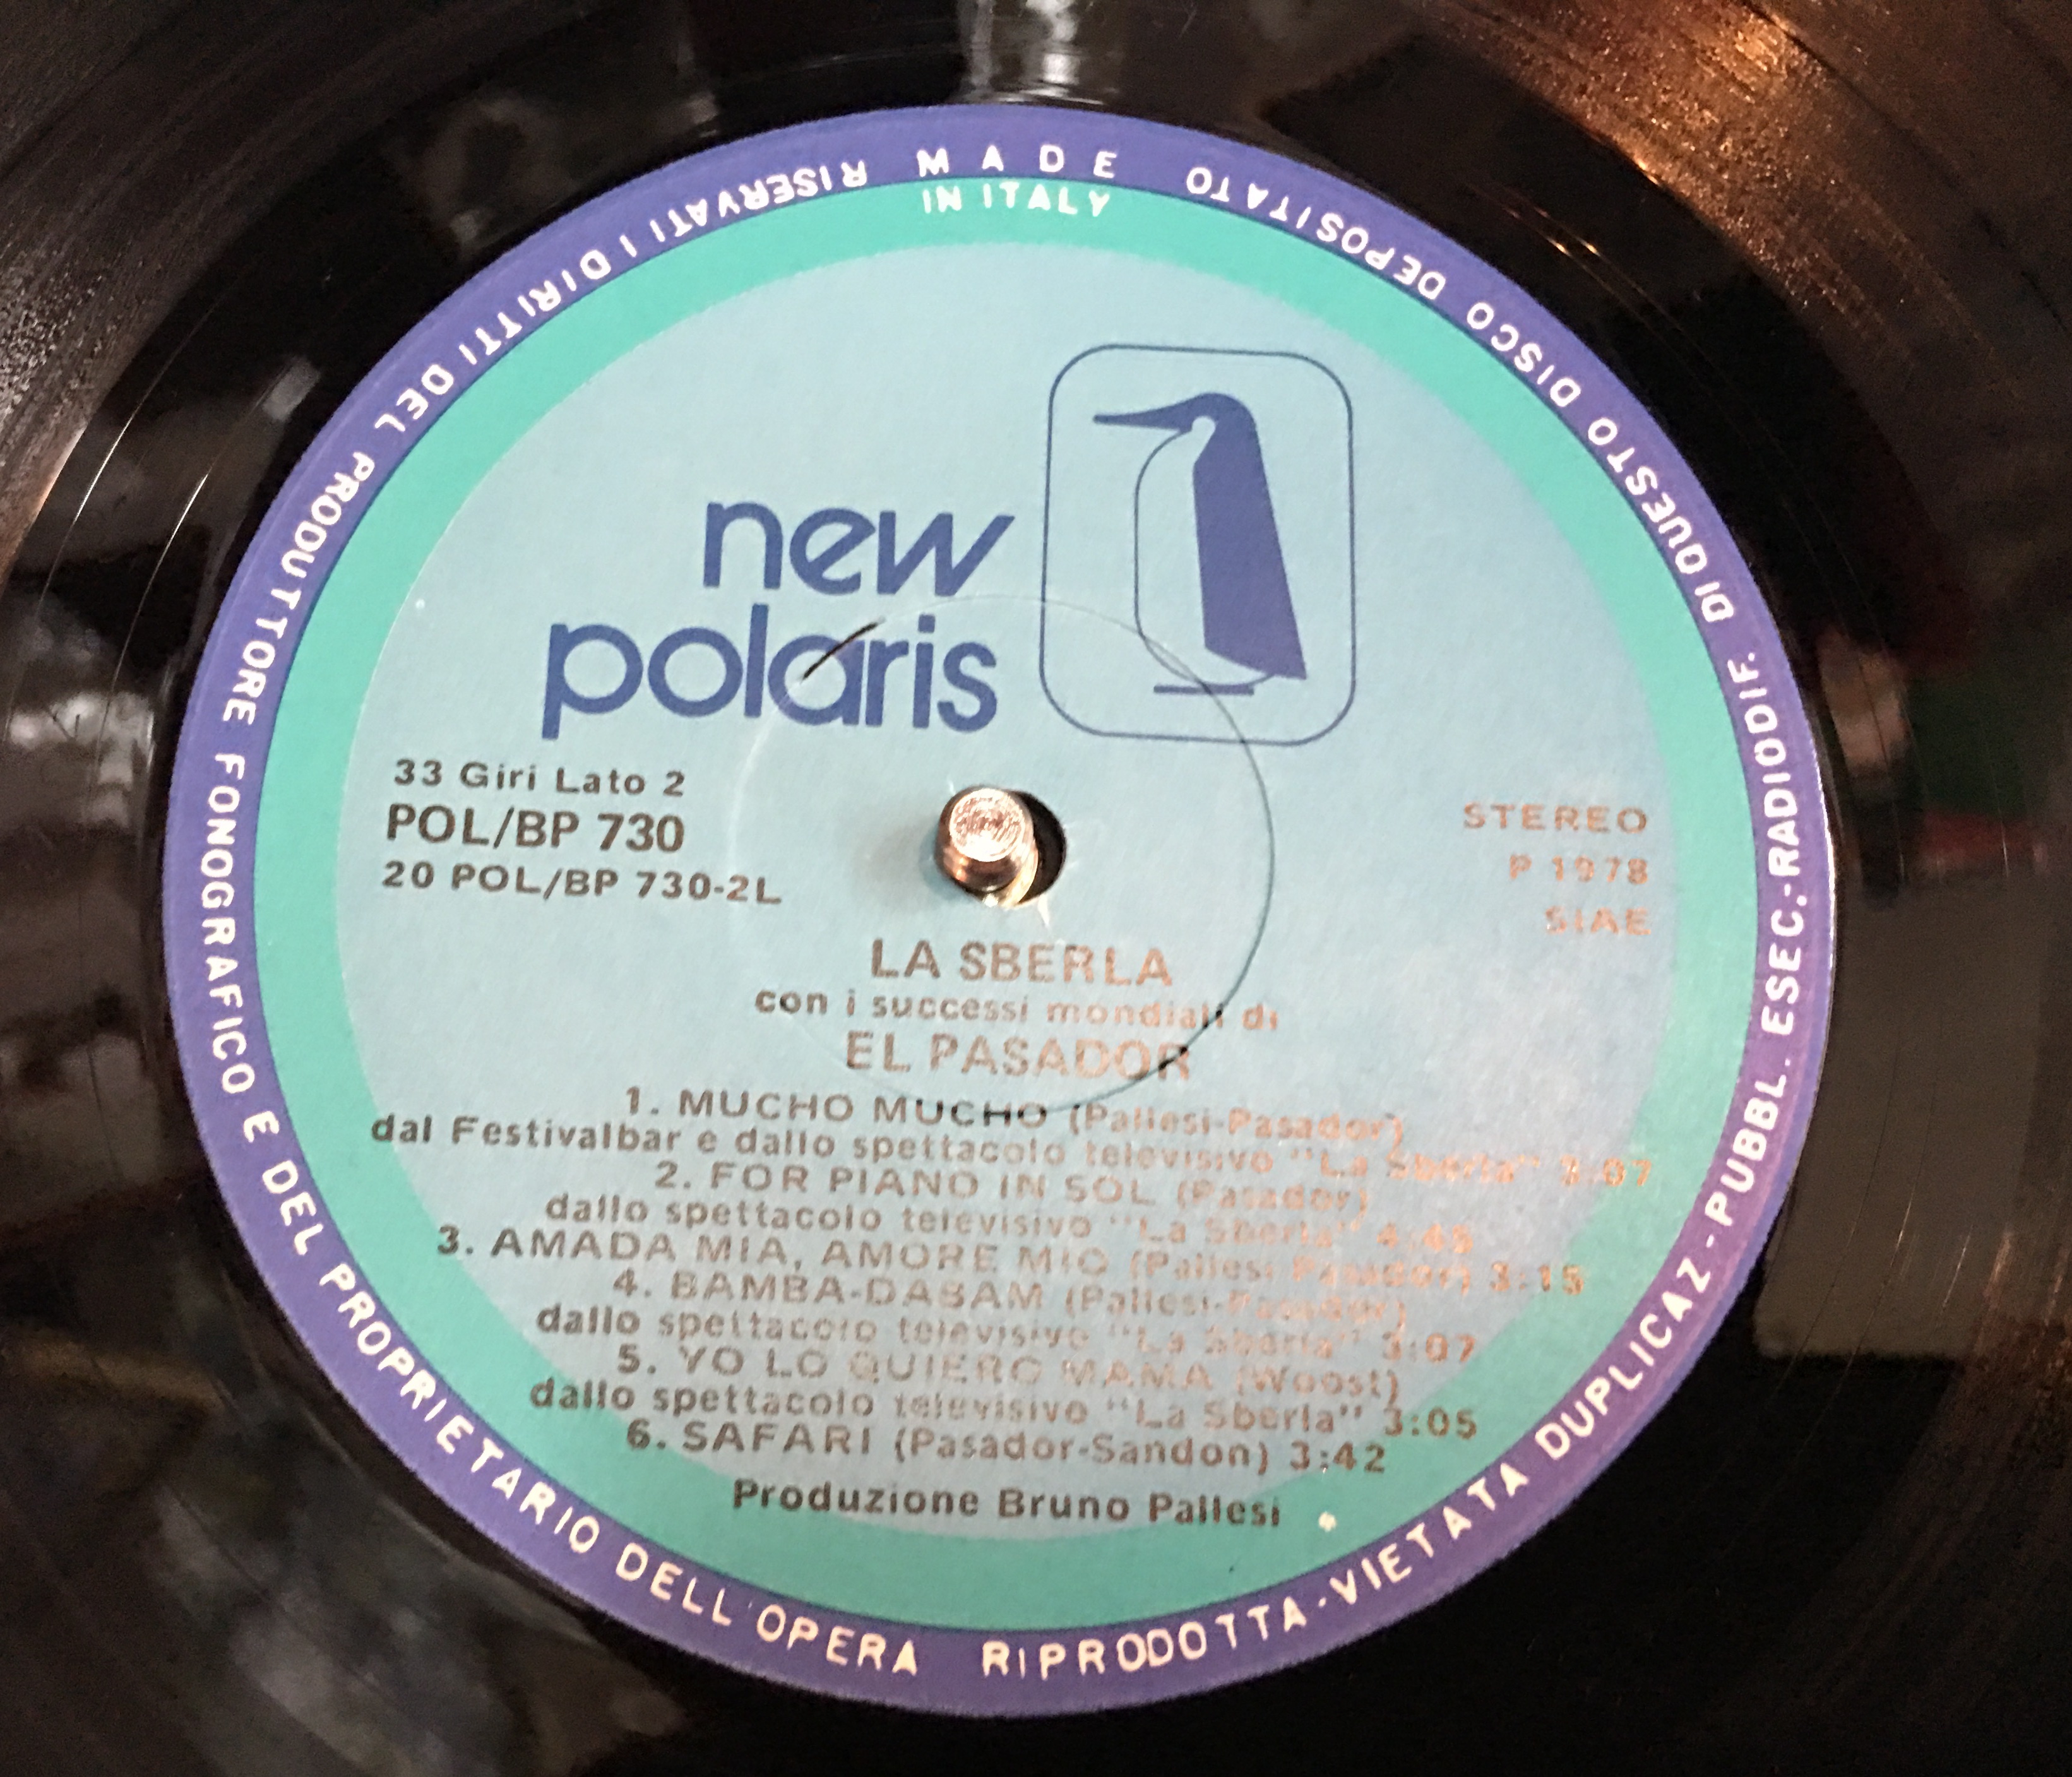 MADE
IN ITALY
new
polaris
33 Giri Lato 2
POL/BP 730
20 POL/BP 730-2L
STEREO
P 1978
SIAE
LA SBERLA
con i successi mondiali di
EL PASADOR
1. MUCHO MUCHO (Pallesi-Pasador)
dal Festivalbar e dallo spettacolo televisivo "La Sberla" 3:07
2. FOR PIANO IN SOL (Pasador)
dallo spettacolo televisivo "La Sberla" 4:45
3. AMADA MIA, AMORE MIO (Pallesi-Pasador) 3:15
4. BAMBA-DABAM (Pallesi-Pasador)
dallo spettacolo televisivo "La Sberla" 3:07
5. YO LO QUIERO MAMA (Woost)
dallo spettacolo televisivo "La Sberla" 3:05
6. SAFARI (Pasador-Sandon) 3:42
Produzione Bruno Pallesi
RISERVATI I DIRITTI DEL PRODUTTORE FONOGRAFICO E DEL PROPRIETARIO DELL'OPERA RIPRODOTTA-VIETATA DUPLICAZ-PUBBL. ESEC.-RADIODIF. DI QUESTO DISCO DEPOSITATO